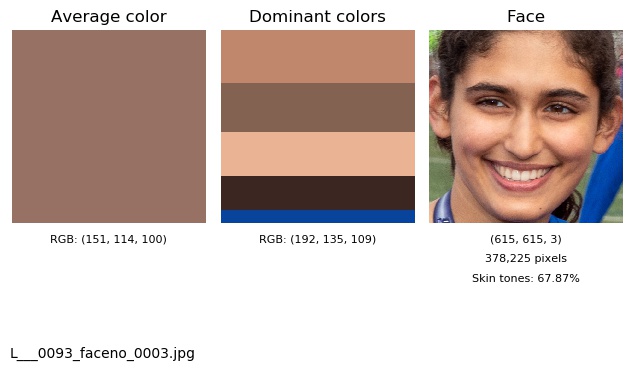 Average color
Dominant colors
Face
RGB: (151, 114, 100)
RGB: (192, 135, 109)
(615, 615, 3)
378,225 pixels
Skin tones: 67.87%
L___0093_faceno_0003.jpg